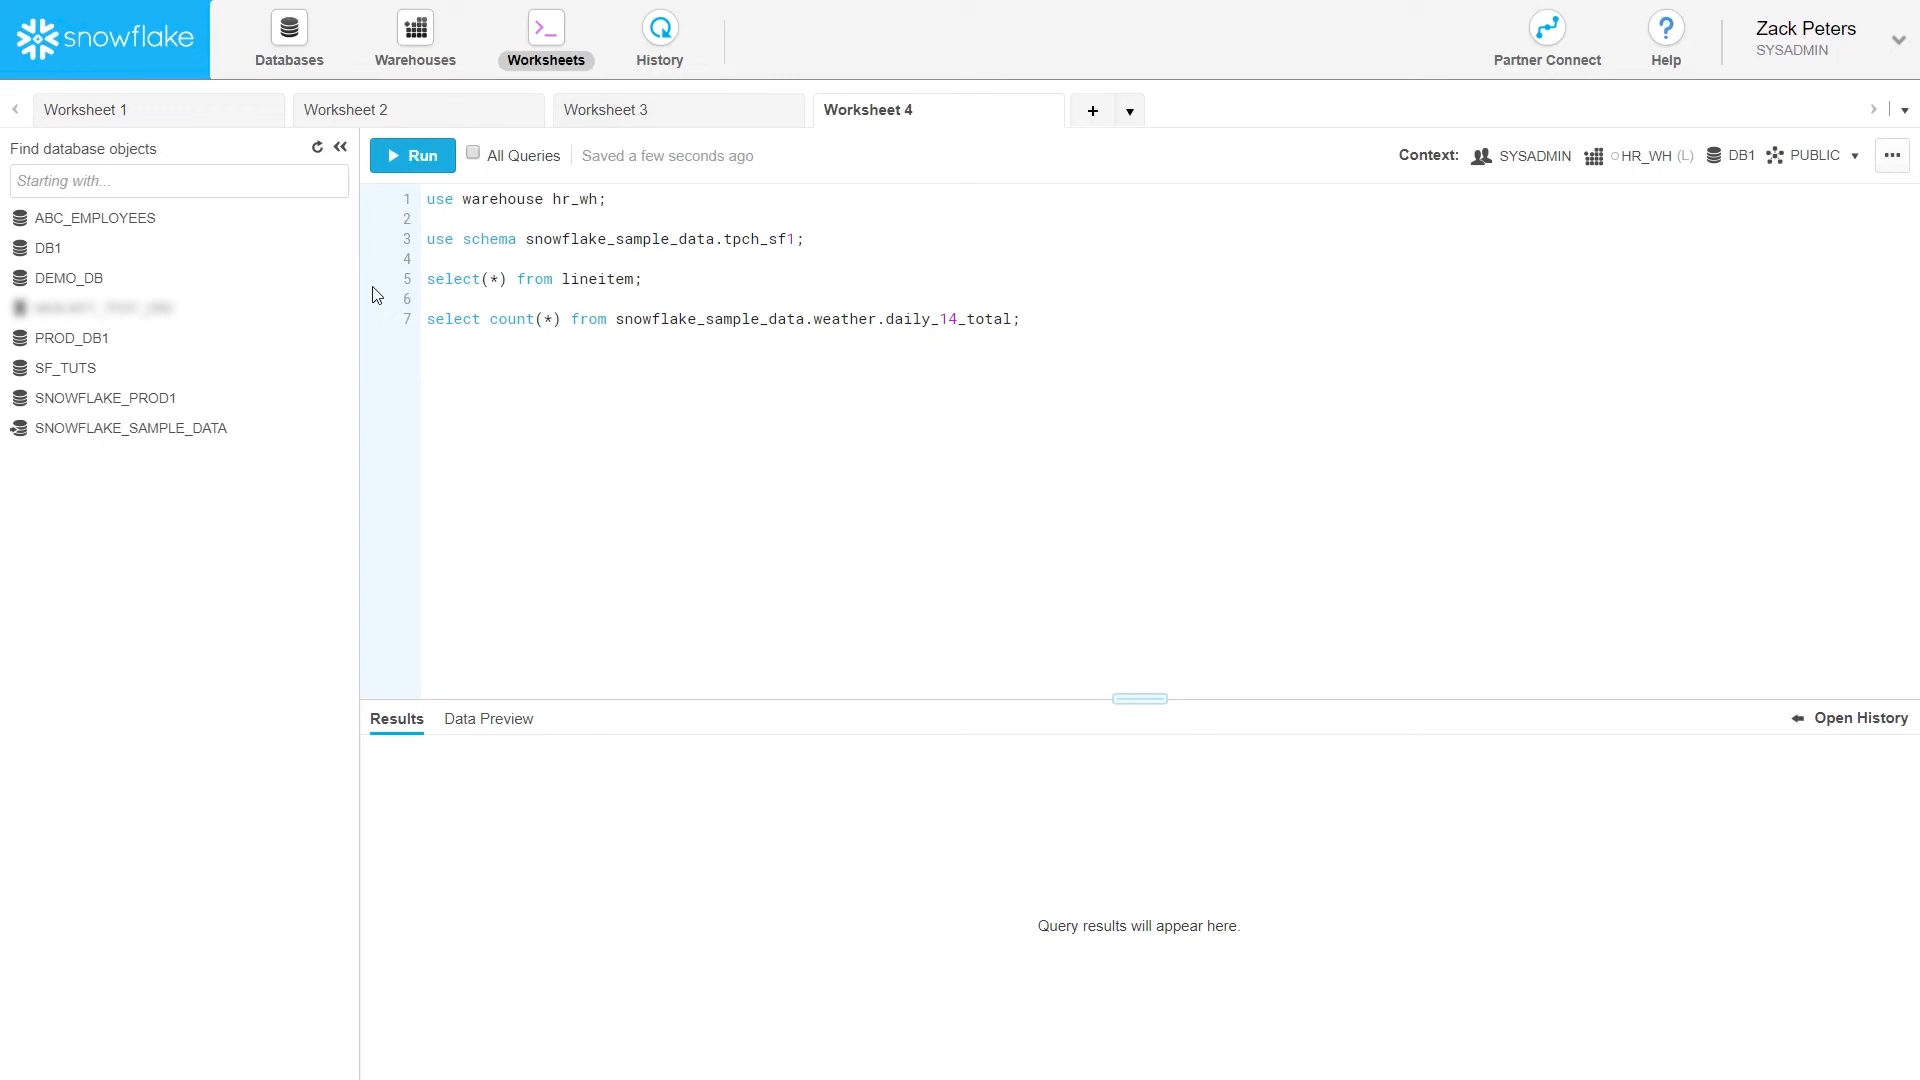 snowflake
Databases
Warehouses
Worksheets
History
Partner Connect
Help
Zack Peters
SYSADMIN
Worksheet 1
Worksheet 2
Worksheet 3
Worksheet 4
+
Find database objects
Starting with...
ABC_EMPLOYEES
DB1
DEMO_DB
PROD_DB1
SF_TUTS
SNOWFLAKE_PROD1
SNOWFLAKE_SAMPLE_DATA
Run
All Queries
Saved a few seconds ago
Context: SYSADMIN HR_WH (L) DB1 PUBLIC
1 use warehouse hr_wh;
2
3 use schema snowflake_sample_data.tpch_sf1;
4
5 select(*) from lineitem;
6
7 select count(*) from snowflake_sample_data.weather.daily_14_total;
Results
Data Preview
Open History
Query results will appear here.